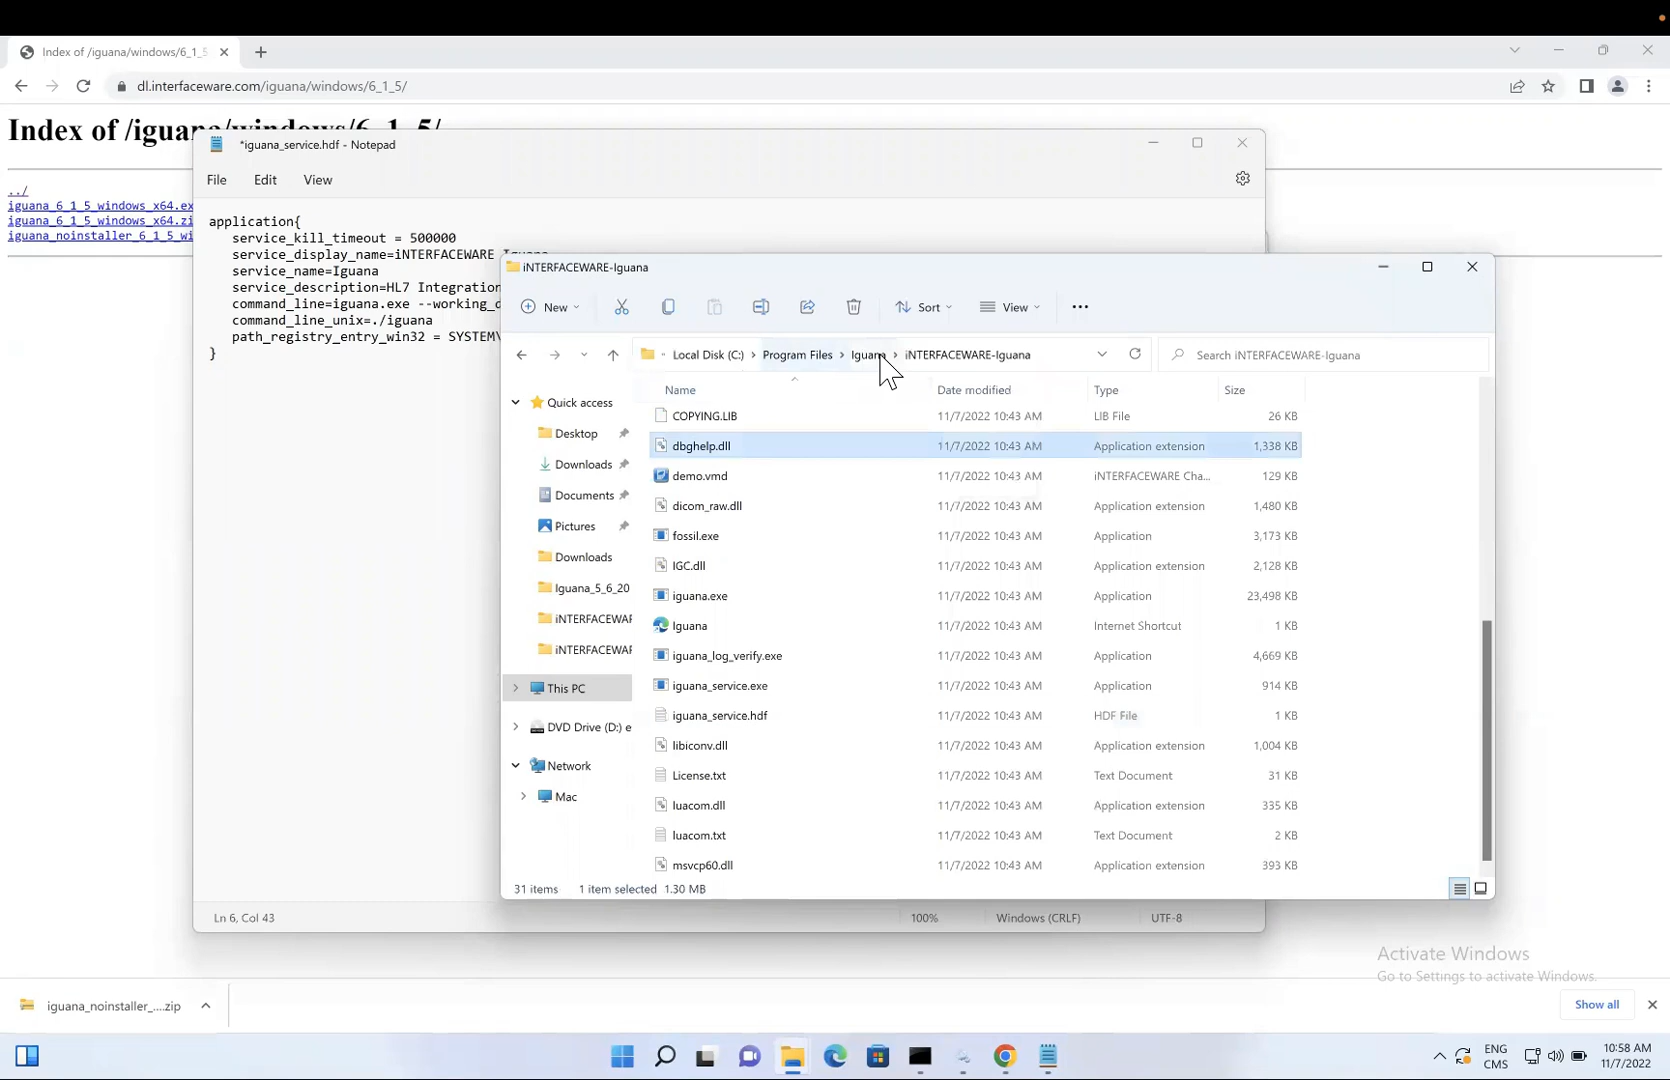 Index of /iguana/windows/6_1_5
dl.interfaceware.com/iguana/windows/6_1_5/
Index of /iguana/windows/6_1_5/
../
iguana_6_1_5_windows_x64.ex
iguana_6_1_5_windows_x64.zi
iguana_noinstaller_6_1_5_wi
*iguana_service.hdf - Notepad
File Edit View
application{
service_kill_timeout = 500000
service_display_name=iNTERFACEWARE Iguana
service_name=Iguana
service_description=HL7 Integration
command_line=iguana.exe --working_d
command_line_unix=./iguana
path_registry_entry_win32 = SYSTEM\
}
Ln 6, Col 43 100% Windows (CRLF) UTF-8
iNTERFACEWARE-Iguana
New Sort View
Local Disk (C:) Program Files Iguana iNTERFACEWARE-Iguana Search iNTERFACEWARE-Iguana
Name Date modified Type Size
Quick access
Desktop
Downloads
Documents
Pictures
Downloads
Iguana_5_6_20
iNTERFACEWAR
iNTERFACEWAR
This PC
DVD Drive (D:) e
Network
Mac
COPYING.LIB 11/7/2022 10:43 AM LIB File 26 KB
dbghelp.dll 11/7/2022 10:43 AM Application extension 1,338 KB
demo.vmd 11/7/2022 10:43 AM iNTERFACEWARE Cha... 129 KB
dicom_raw.dll 11/7/2022 10:43 AM Application extension 1,480 KB
fossil.exe 11/7/2022 10:43 AM Application 3,173 KB
IGC.dll 11/7/2022 10:43 AM Application extension 2,128 KB
iguana.exe 11/7/2022 10:43 AM Application 23,498 KB
Iguana 11/7/2022 10:43 AM Internet Shortcut 1 KB
iguana_log_verify.exe 11/7/2022 10:43 AM Application 4,669 KB
iguana_service.exe 11/7/2022 10:43 AM Application 914 KB
iguana_service.hdf 11/7/2022 10:43 AM HDF File 1 KB
libiconv.dll 11/7/2022 10:43 AM Application extension 1,004 KB
License.txt 11/7/2022 10:43 AM Text Document 31 KB
luacom.dll 11/7/2022 10:43 AM Application extension 335 KB
luacom.txt 11/7/2022 10:43 AM Text Document 2 KB
msvcp60.dll 11/7/2022 10:43 AM Application extension 393 KB
31 items 1 item selected 1.30 MB
Activate Windows
Go to Settings to activate Windows.
iguana_noinstaller_....zip Show all
ENG
CMS
10:58 AM
11/7/2022